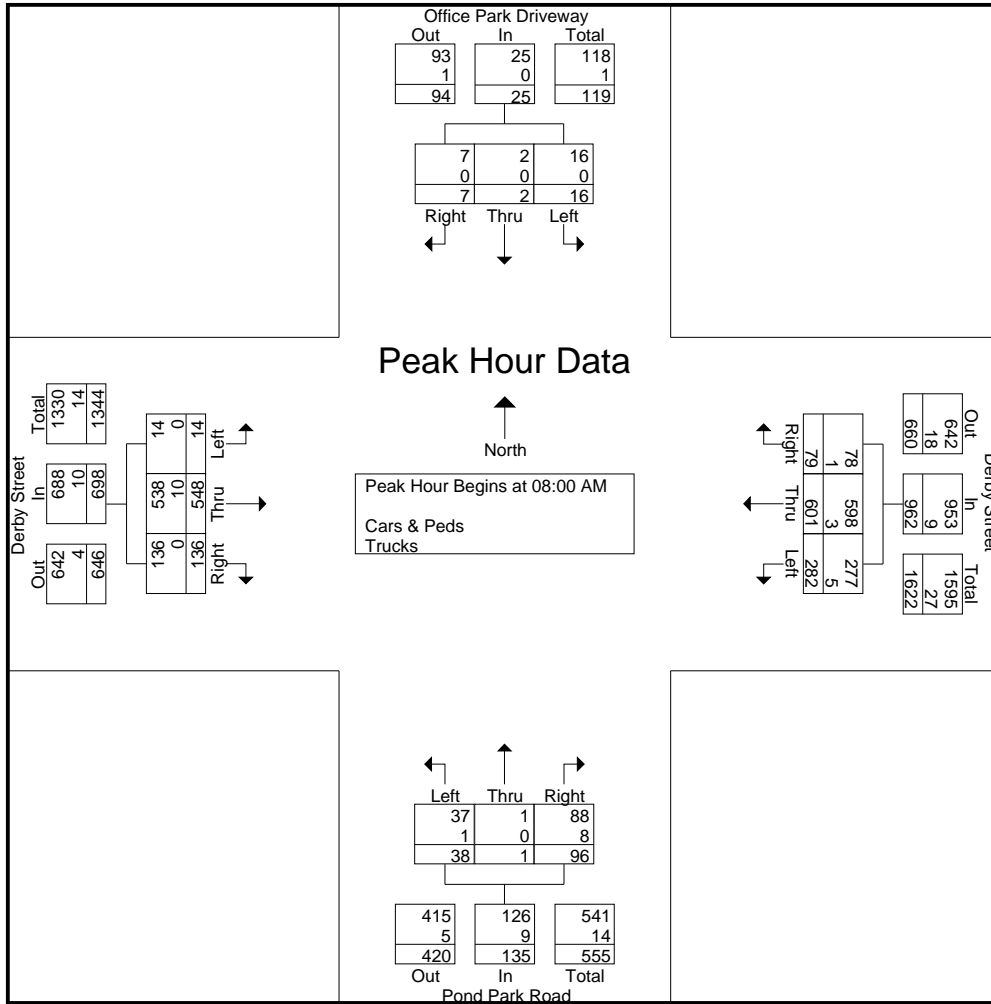 Office Park Driveway
Out In Total
93 25 118
1 0 1
94 25 119
7 2 16
0 0 0
7 2 16
Right Thru Left
Peak Hour Data
North
Peak Hour Begins at 08:00 AM
Cars & Peds
Trucks
Derby Street
Out In Total
642 688 1330
4 10 14
646 698 1344
Right Thru Left
136 538 14
0 10 0
136 548 14
Derby Street
Out In Total
642 953 1595
18 9 27
660 962 1622
Right Thru Left
78 598 277
1 3 5
79 601 282
Left Thru Right
37 1 88
1 0 8
38 1 96
415 126 541
5 9 14
420 135 555
Out In Total
Pond Park Road